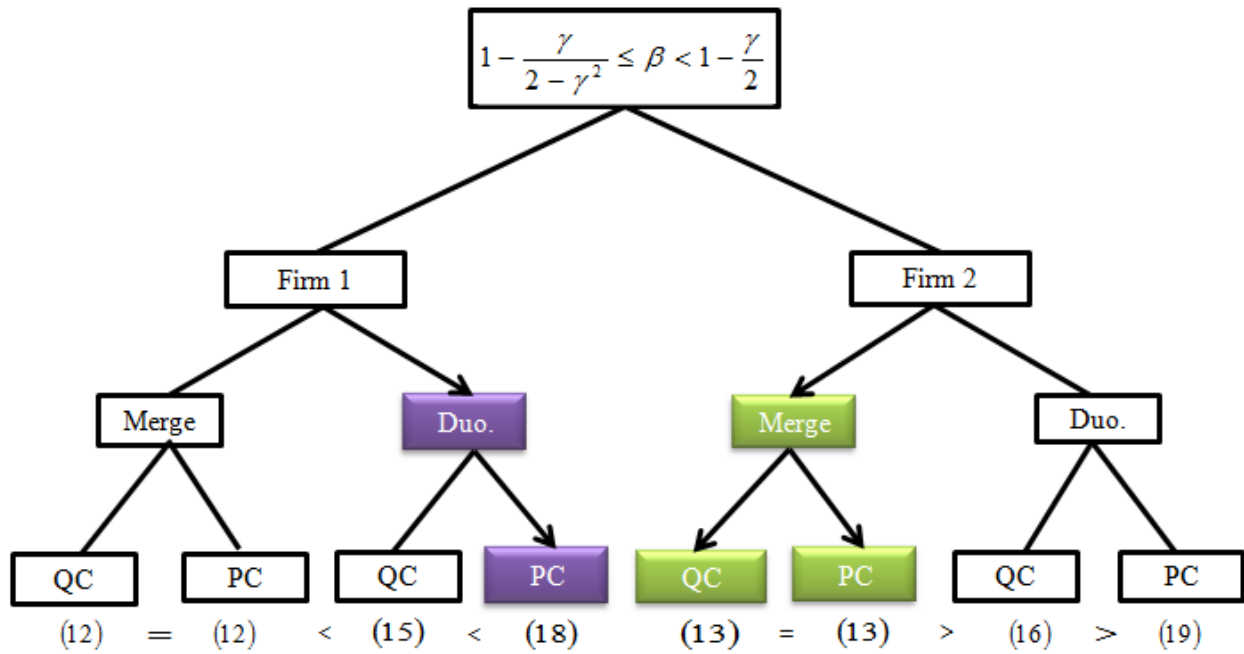 1 − γ/(2 − γ²) ≤ β < 1 − γ/2
Firm 1 Firm 2
Merge Duo. Merge Duo.
QC PC QC PC QC PC QC PC
(12) = (12) < (15) < (18) (13) = (13) > (16) > (19)